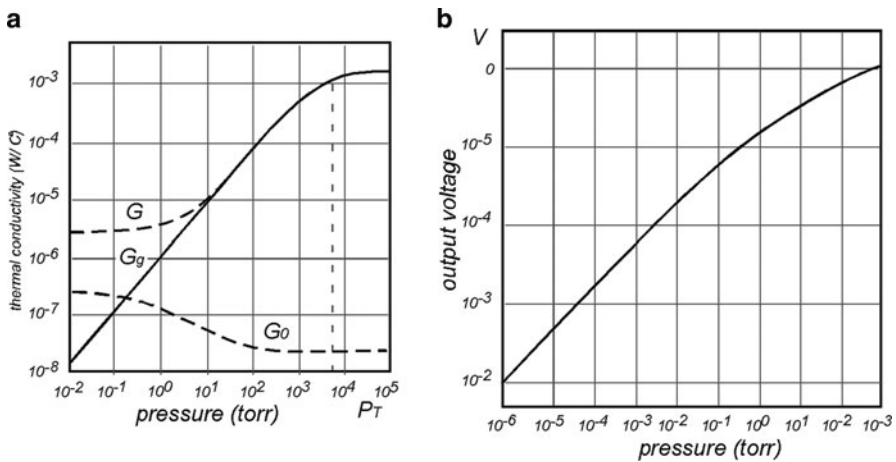 a
thermal conductivity (W/C°)
10-3
10-4
10-5
10-6
10-7
10-8
G
Gg
G0
10-2 10-1 100 101 102 103 104 105
pressure (torr) PT
b
V
output voltage
0
10-5
10-4
10-3
10-2
10-6 10-5 10-4 10-3 10-2 10-1 100 101 10-2 10-3
pressure (torr)